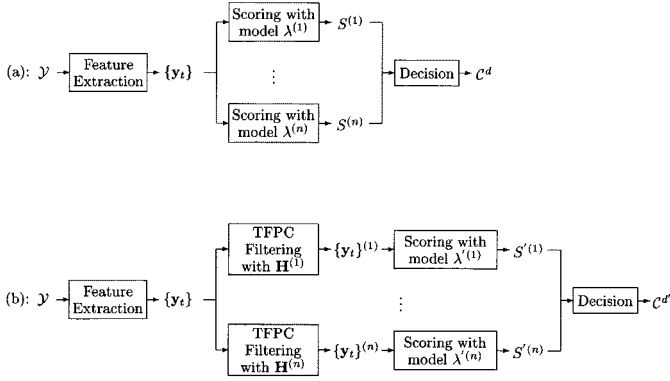 Scoring with
model λ^(1)
S^(1)
(a): 𝒴 Feature
Extraction
{y_t}
⋮
Decision
𝒞^d
Scoring with
model λ^(n)
S^(n)
TFPC
Filtering
with H^(1)
{y_t}^(1)
Scoring with
model λ'^(1)
S'^(1)
(b): 𝒴 Feature
Extraction
{y_t}
⋮
Decision
𝒞^d'
TFPC
Filtering
with H^(n)
{y_t}^(n)
Scoring with
model λ'^(n)
S'^(n)